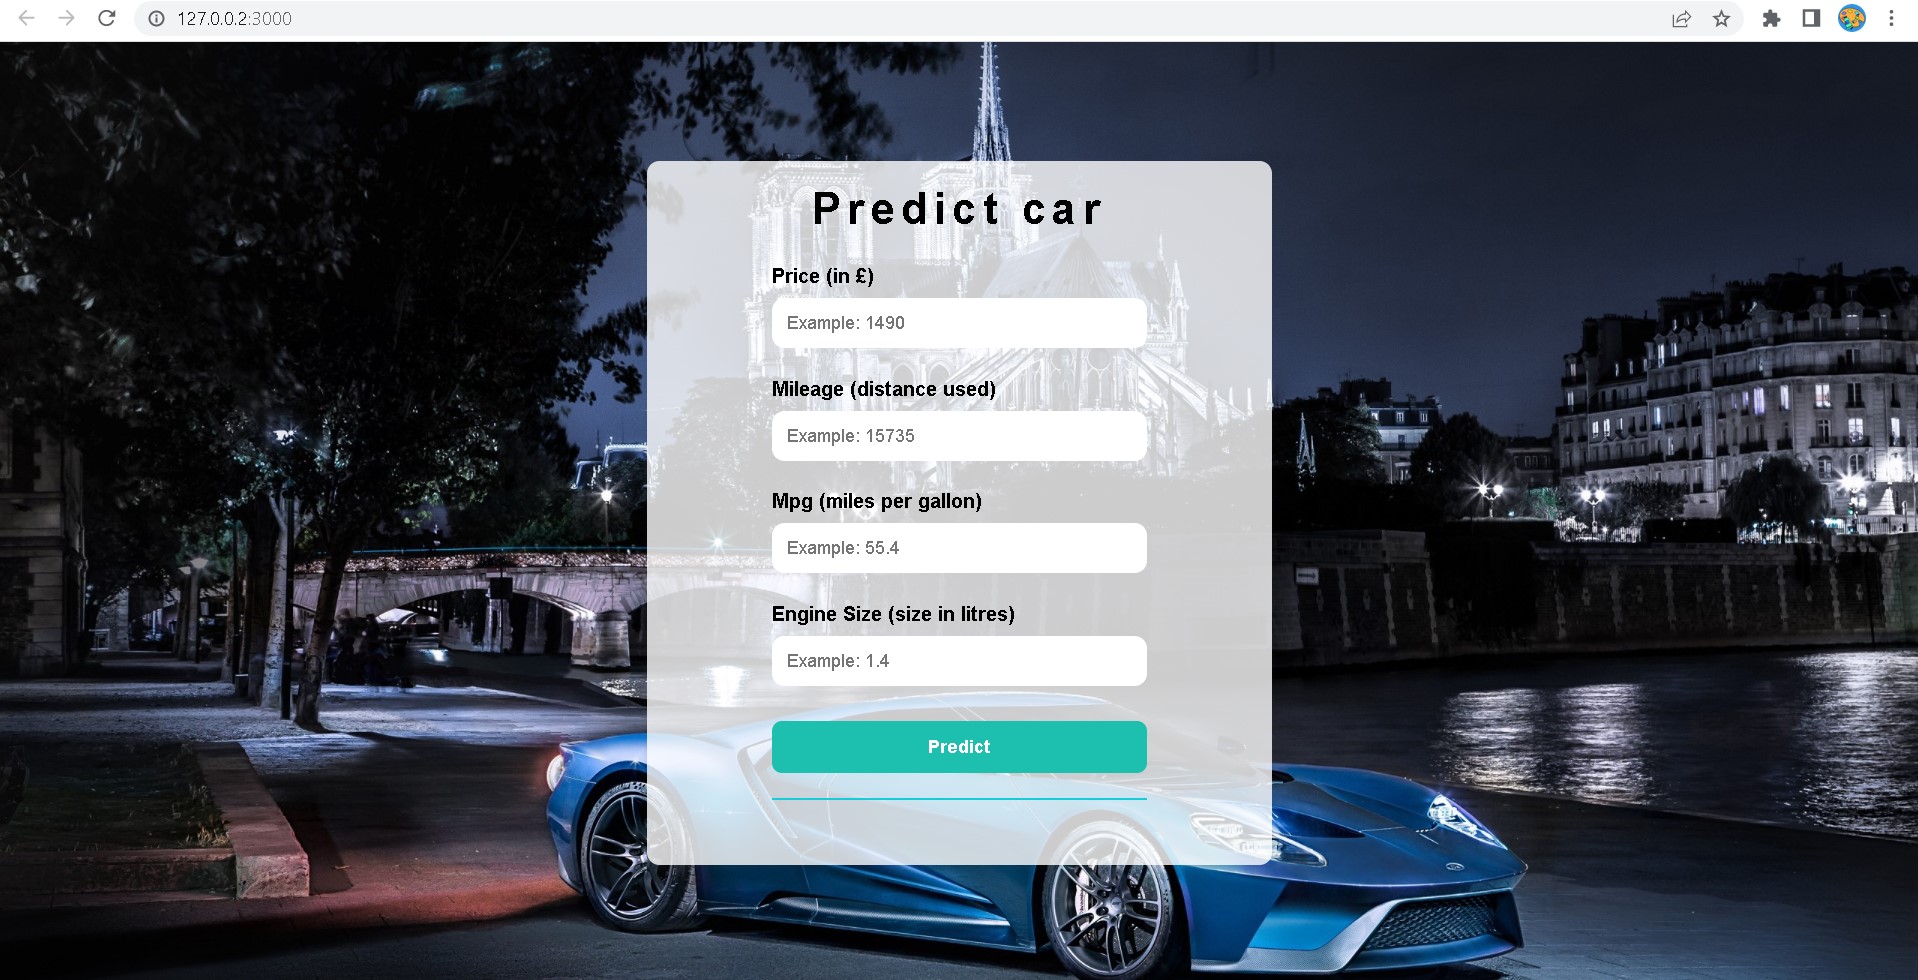 127.0.0.2:3000
Predict car
Price (in £)
Example: 1490
Mileage (distance used)
Example: 15735
Mpg (miles per gallon)
Example: 55.4
Engine Size (size in litres)
Example: 1.4
Predict